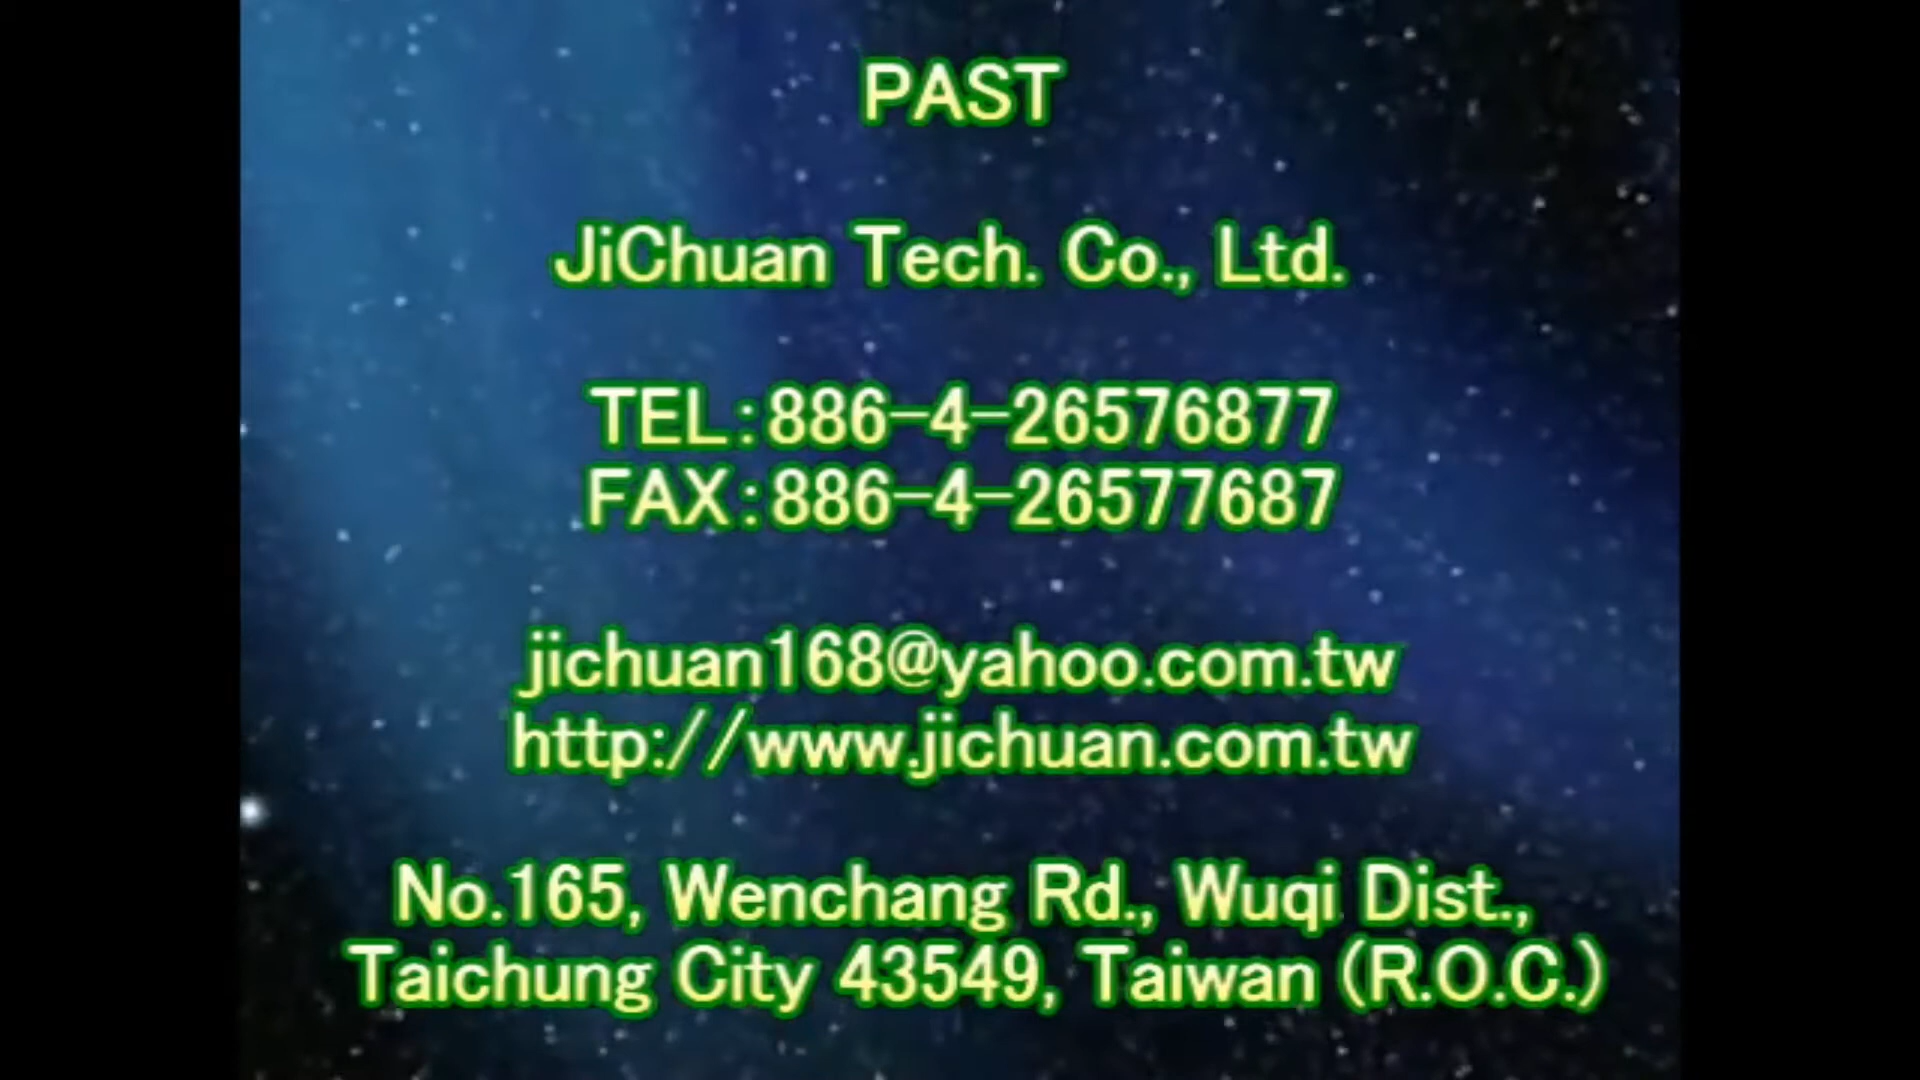 PAST
JiChuan Tech. Co., Ltd.
TEL:886-4-26576877
FAX:886-4-26577687
jichuan168@yahoo.com.tw
http://www.jichuan.com.tw
No.165, Wenchang Rd., Wuqi Dist.,
Taichung City 43549, Taiwan (R.O.C.)